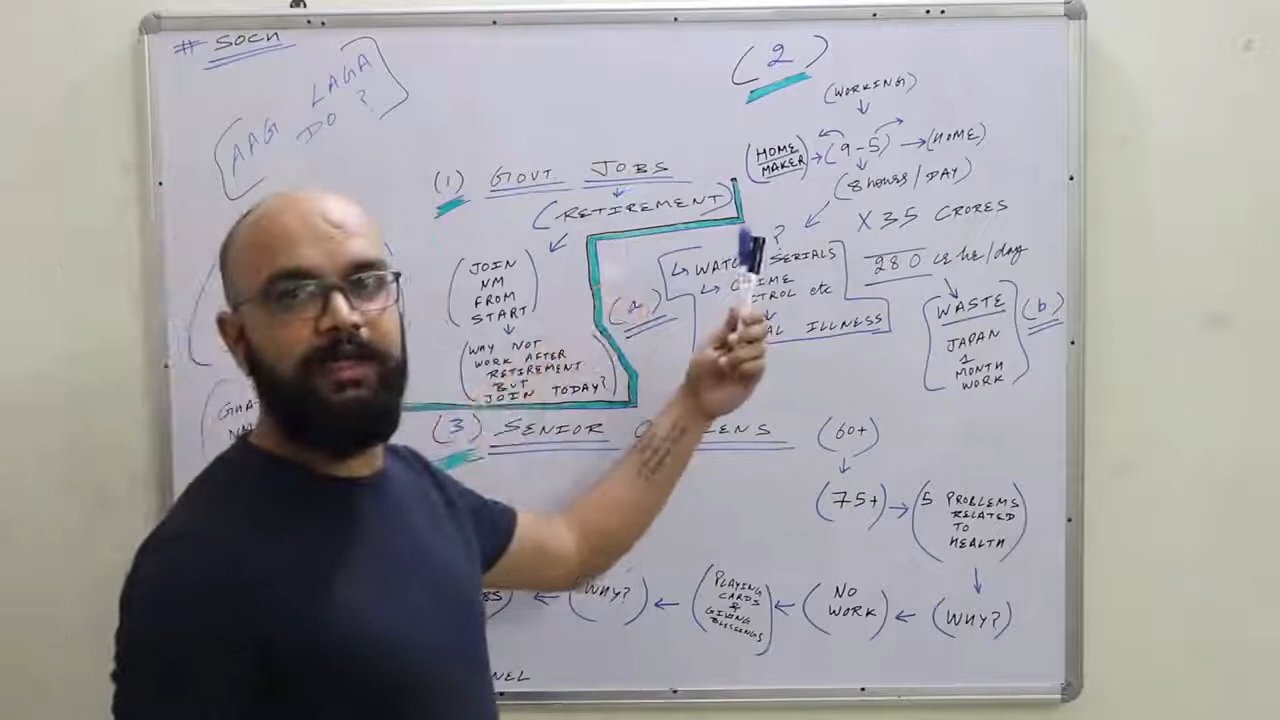 # SOCH
[AAG LAGA
DO ?]
(1) GOVT JOBS
(RETIREMENT)
(JOIN
NM
FROM
START)
(WHY NOT
WORK AFTER
RETIREMENT
BUT
JOIN TODAY?)
(2)
(WORKING)
(HOME
MAKER) → (9-5) → (HOME)
(8 HOURS / DAY)
X 35 CRORES
280 cr hr/day
?
(a)
↳ WATCH SERIALS
↳
etc
ILLNESS
(WASTE
JAPAN
1
MONTH
WORK) (b)
(3) SENIOR
(60+)
(75+) → (5 PROBLEMS
RELATED
TO
HEALTH)
(WHY?) ← (PLAYING
CARDS
&
GIVING
BLESSINGS) ← (NO
WORK) ← (WHY?)